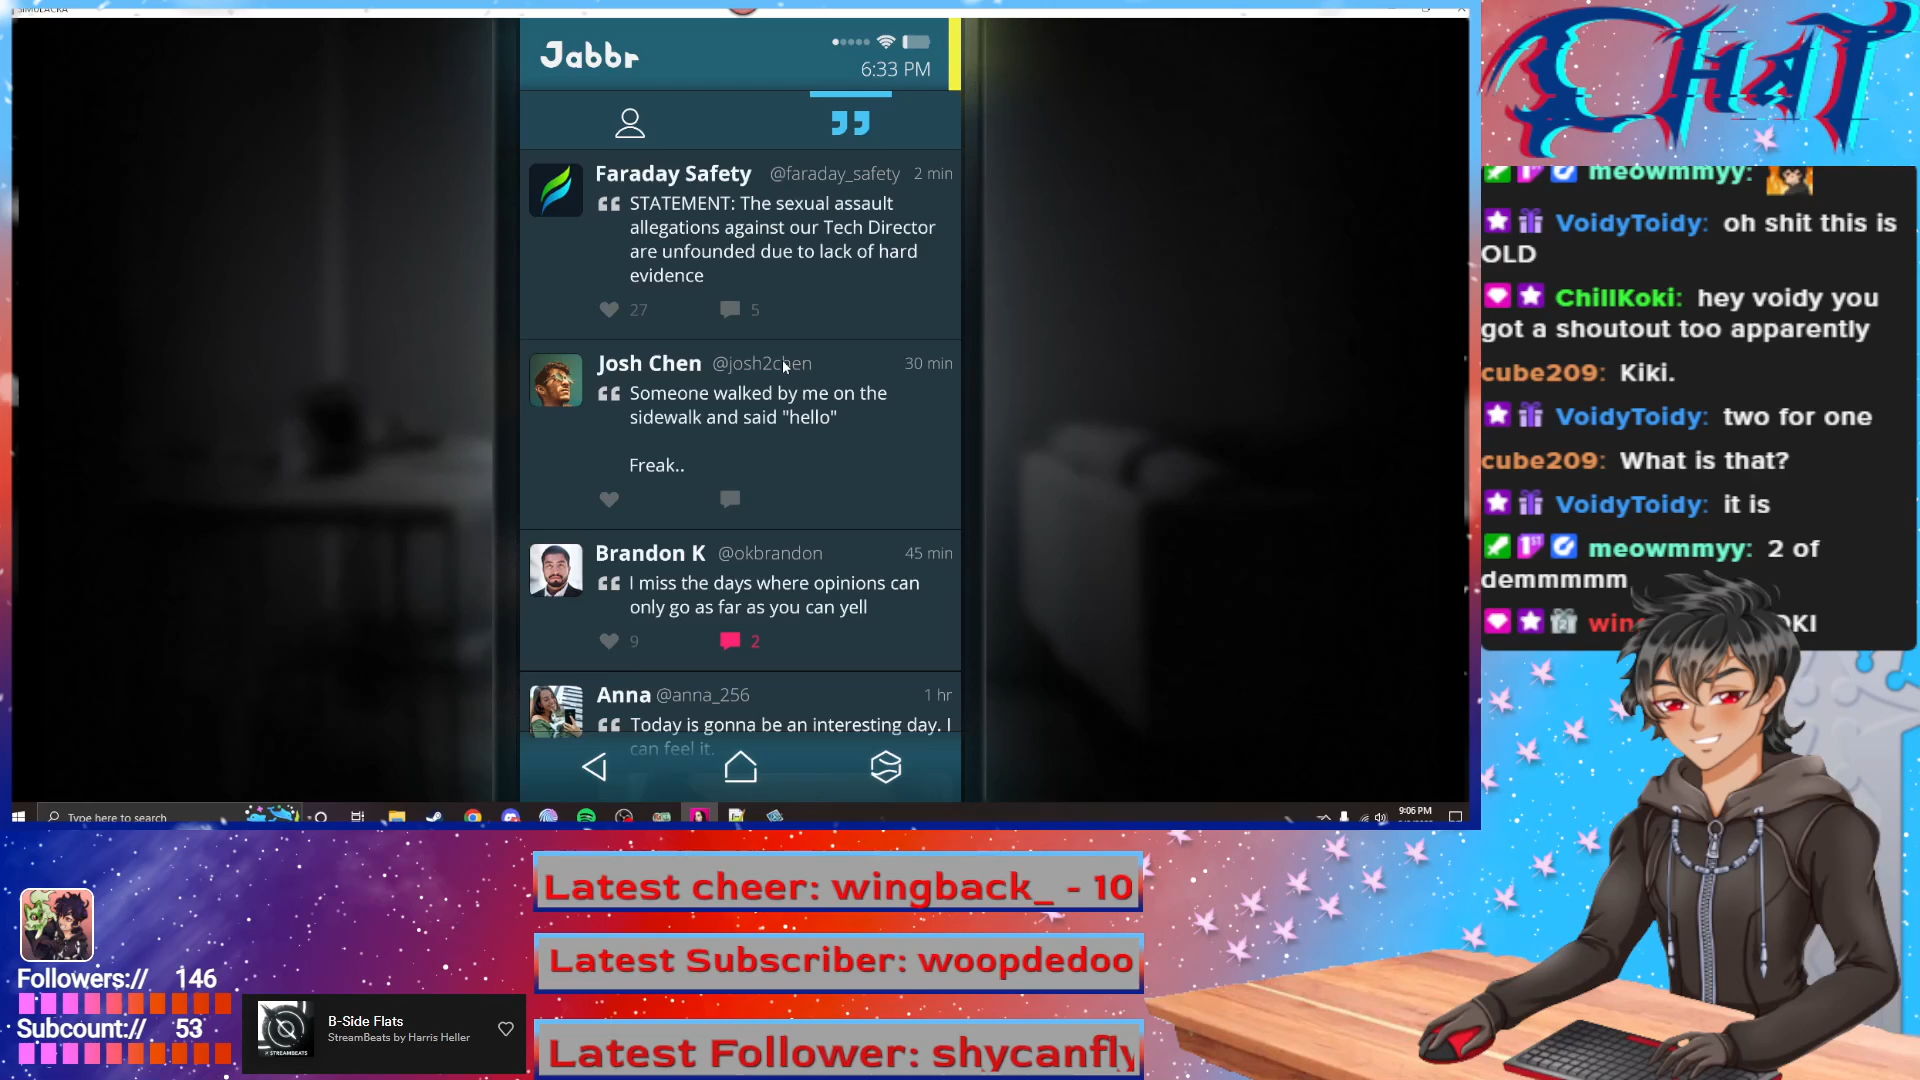 SIMULACRA
Jabbr
6:33 PM
Faraday Safety @faraday_safety 2 min
STATEMENT: The sexual assault
allegations against our Tech Director
are unfounded due to lack of hard
evidence
27 5
Josh Chen @josh2chen 30 min
Someone walked by me on the
sidewalk and said "hello"
Freak..
Brandon K @okbrandon 45 min
I miss the days where opinions can
only go as far as you can yell
9 2
Anna @anna_256 1 hr
Today is gonna be an interesting day. I
can feel it.
Type here to search
9:06 PM
CHAT
meowmmyy:
VoidyToidy: oh shit this is
OLD
ChillKoki: hey voidy you
got a shoutout too apparently
cube209: Kiki.
VoidyToidy: two for one
cube209: What is that?
VoidyToidy: it is
meowmmyy: 2 of
demmmmm
Followers:// 146
Subcount:// 53
B-Side Flats
StreamBeats by Harris Heller
STREAMBEATS
Latest cheer: wingback_ - 10
Latest Subscriber: woopdedoo
Latest Follower: shycanfly